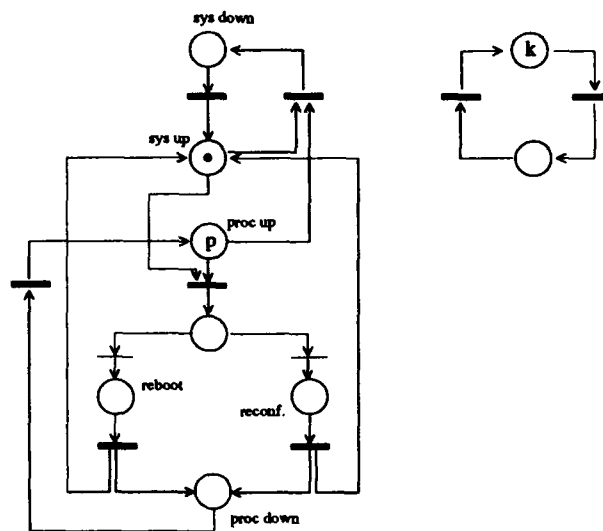 sys down
k
sys up
proc up
p
reboot
reconf.
proc down